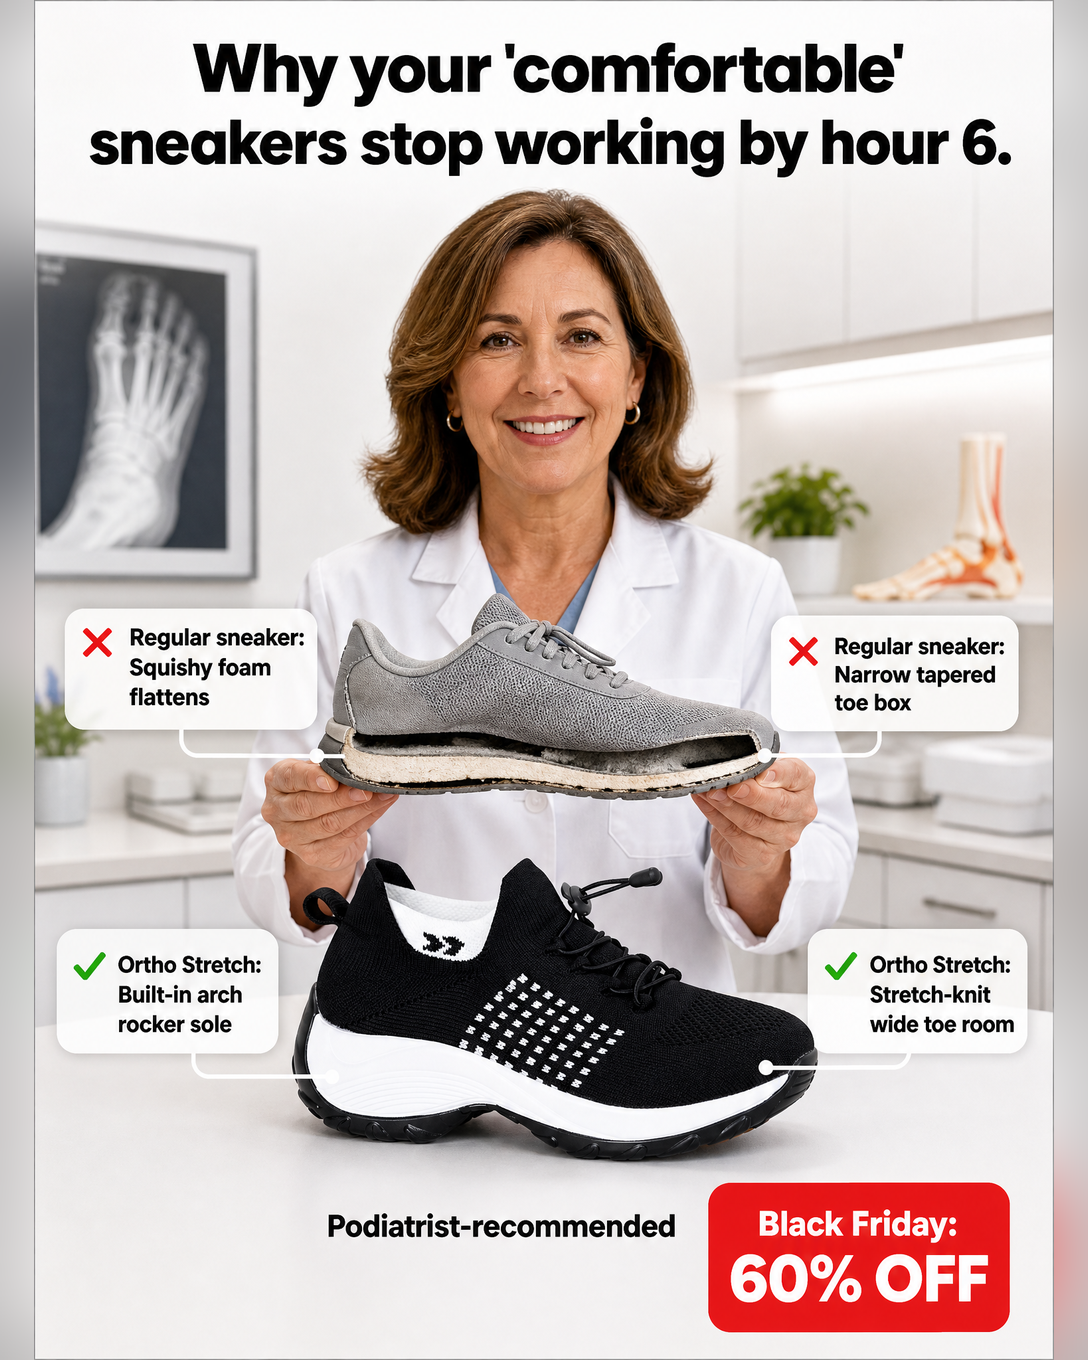 Why your 'comfortable'
sneakers stop working by hour 6.
Regular sneaker:
Squishy foam
flattens
Regular sneaker:
Narrow tapered
toe box
Ortho Stretch:
Built-in arch
rocker sole
Ortho Stretch:
Stretch-knit
wide toe room
Podiatrist-recommended
Black Friday:
60% OFF